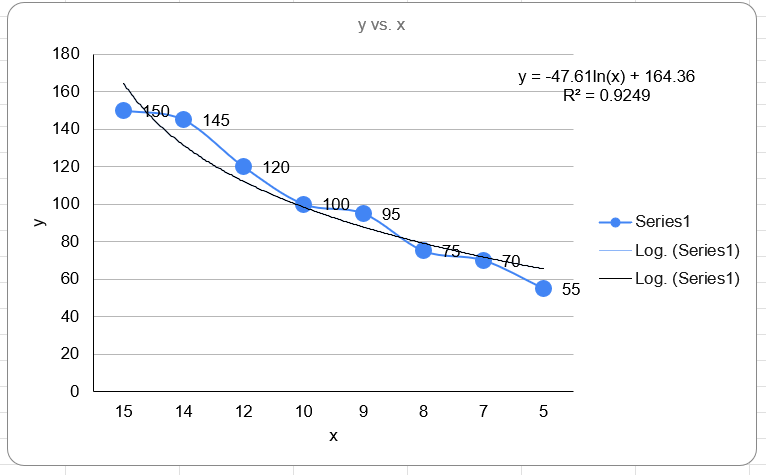 y vs. x
y = -47.61ln(x) + 164.36
R² = 0.9249
180
160
140
120
100
80
60
40
20
0
y
150
145
120
100
95
75
70
55
15 14 12 10 9 8 7 5
x
Series1
Log. (Series1)
Log. (Series1)